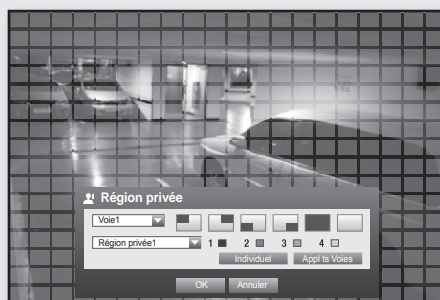 Région privée
Voie1
Région privée1 1 2 3 4
Individuel Appl ts Voies
OK Annuler